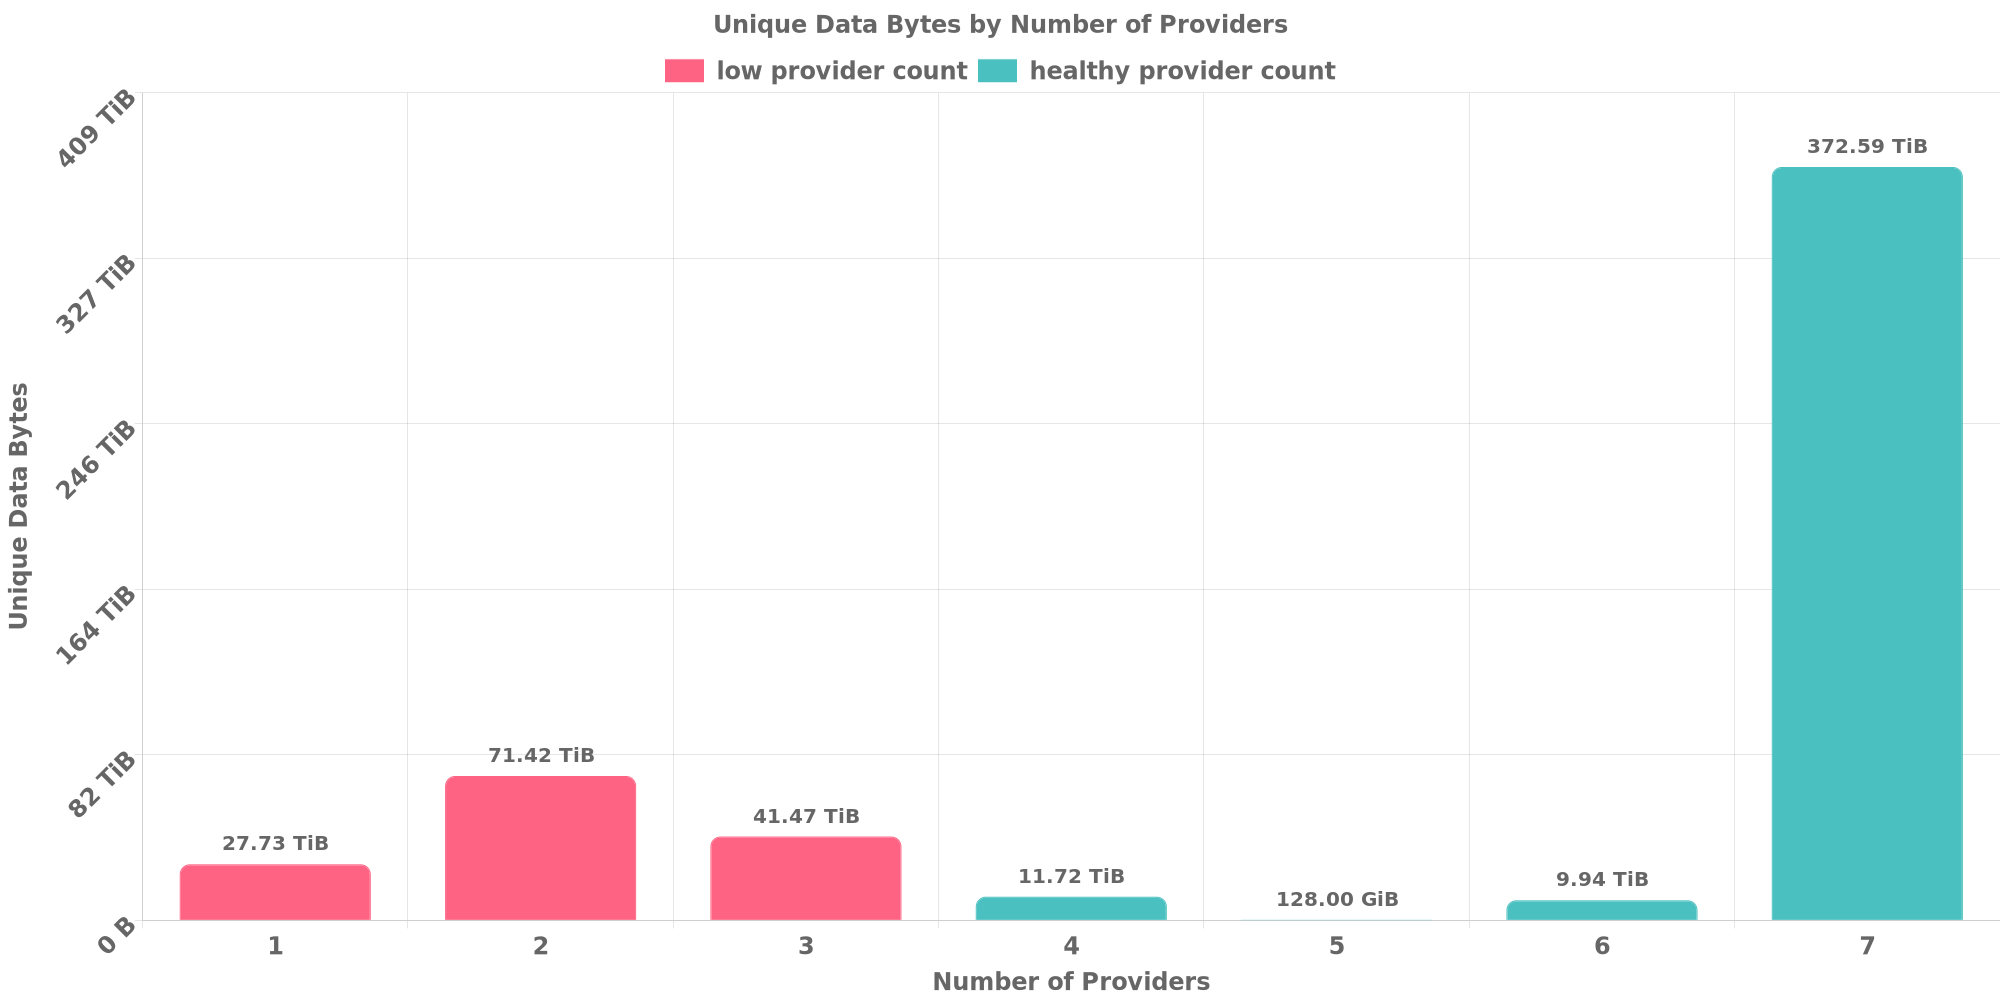 Unique Data Bytes by Number of Providers
low provider count healthy provider count
409 TiB
327 TiB
246 TiB
164 TiB
82 TiB
0 B
Unique Data Bytes
27.73 TiB
71.42 TiB
41.47 TiB
11.72 TiB
128.00 GiB
9.94 TiB
372.59 TiB
1 2 3 4 5 6 7
Number of Providers